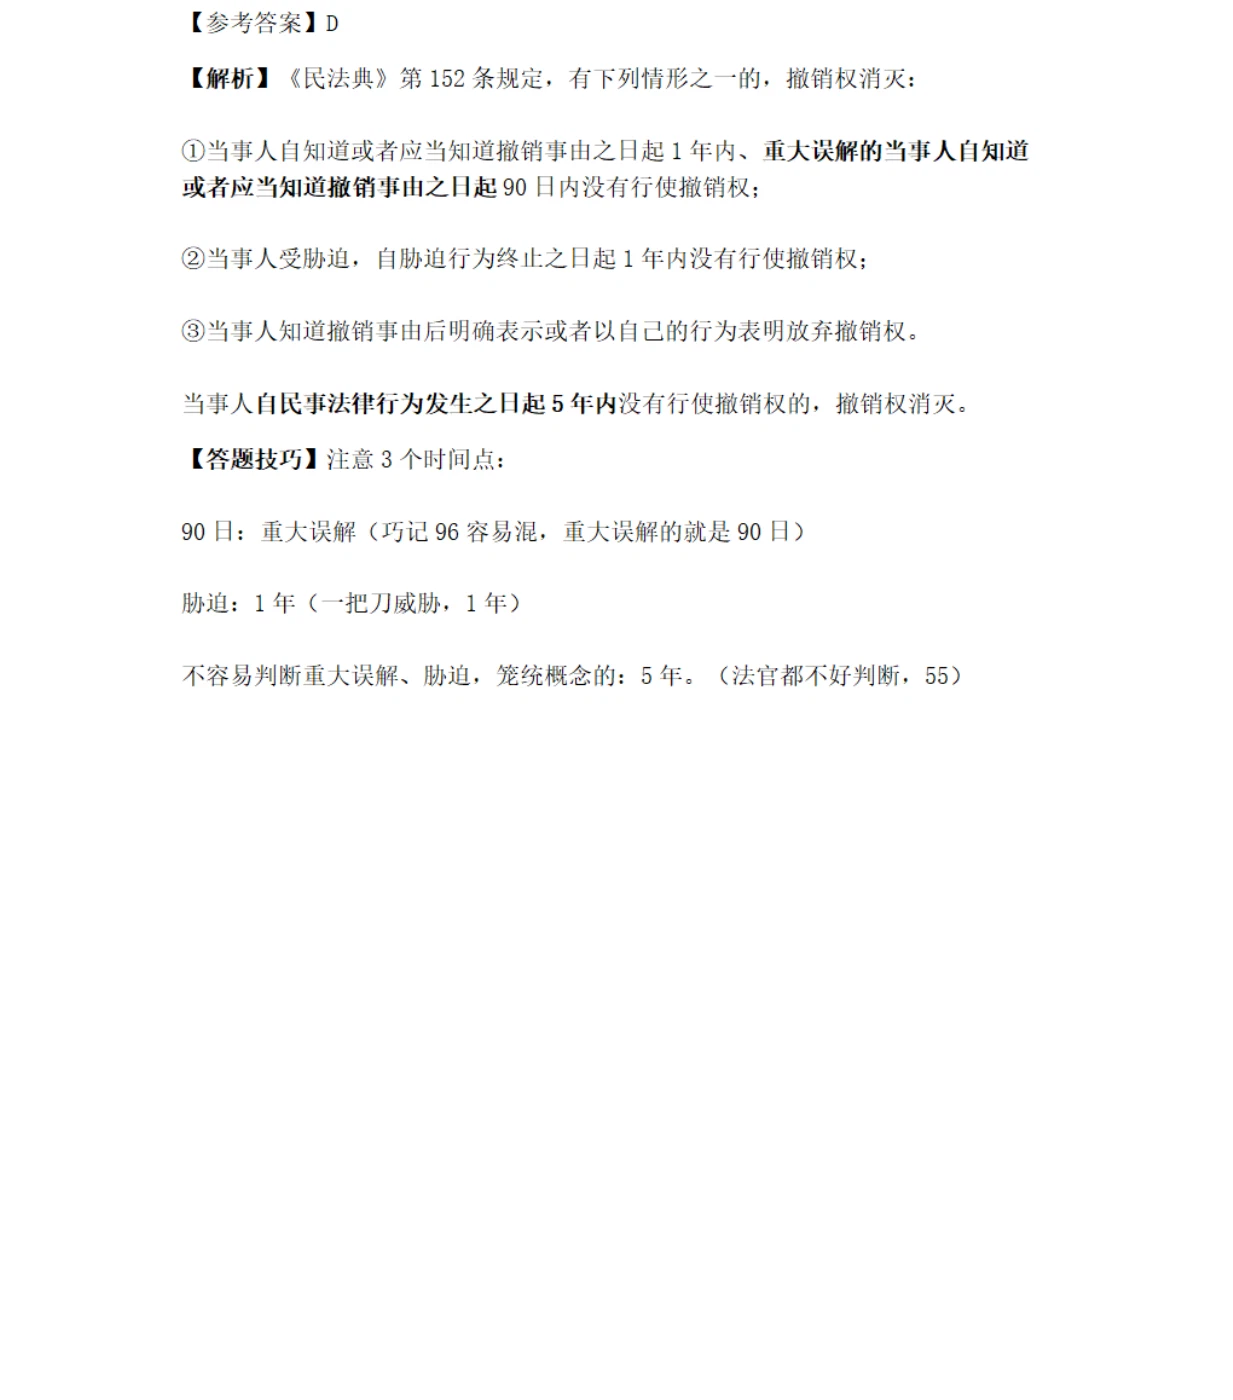 【参考答案】D
【解析】《民法典》第 152 条规定，有下列情形之一的，撤销权消灭：
①当事人自知道或者应当知道撤销事由之日起 1 年内、重大误解的当事人自知道
或者应当知道撤销事由之日起 90 日内没有行使撤销权；
②当事人受胁迫，自胁迫行为终止之日起 1 年内没有行使撤销权；
③当事人知道撤销事由后明确表示或者以自己的行为表明放弃撤销权。
当事人自民事法律行为发生之日起 5 年内没有行使撤销权的，撤销权消灭。
【答题技巧】注意 3 个时间点：
90 日：重大误解（巧记 96 容易混，重大误解的就是 90 日）
胁迫：1 年（一把刀威胁，1 年）
不容易判断重大误解、胁迫，笼统概念的：5 年。（法官都不好判断，55）